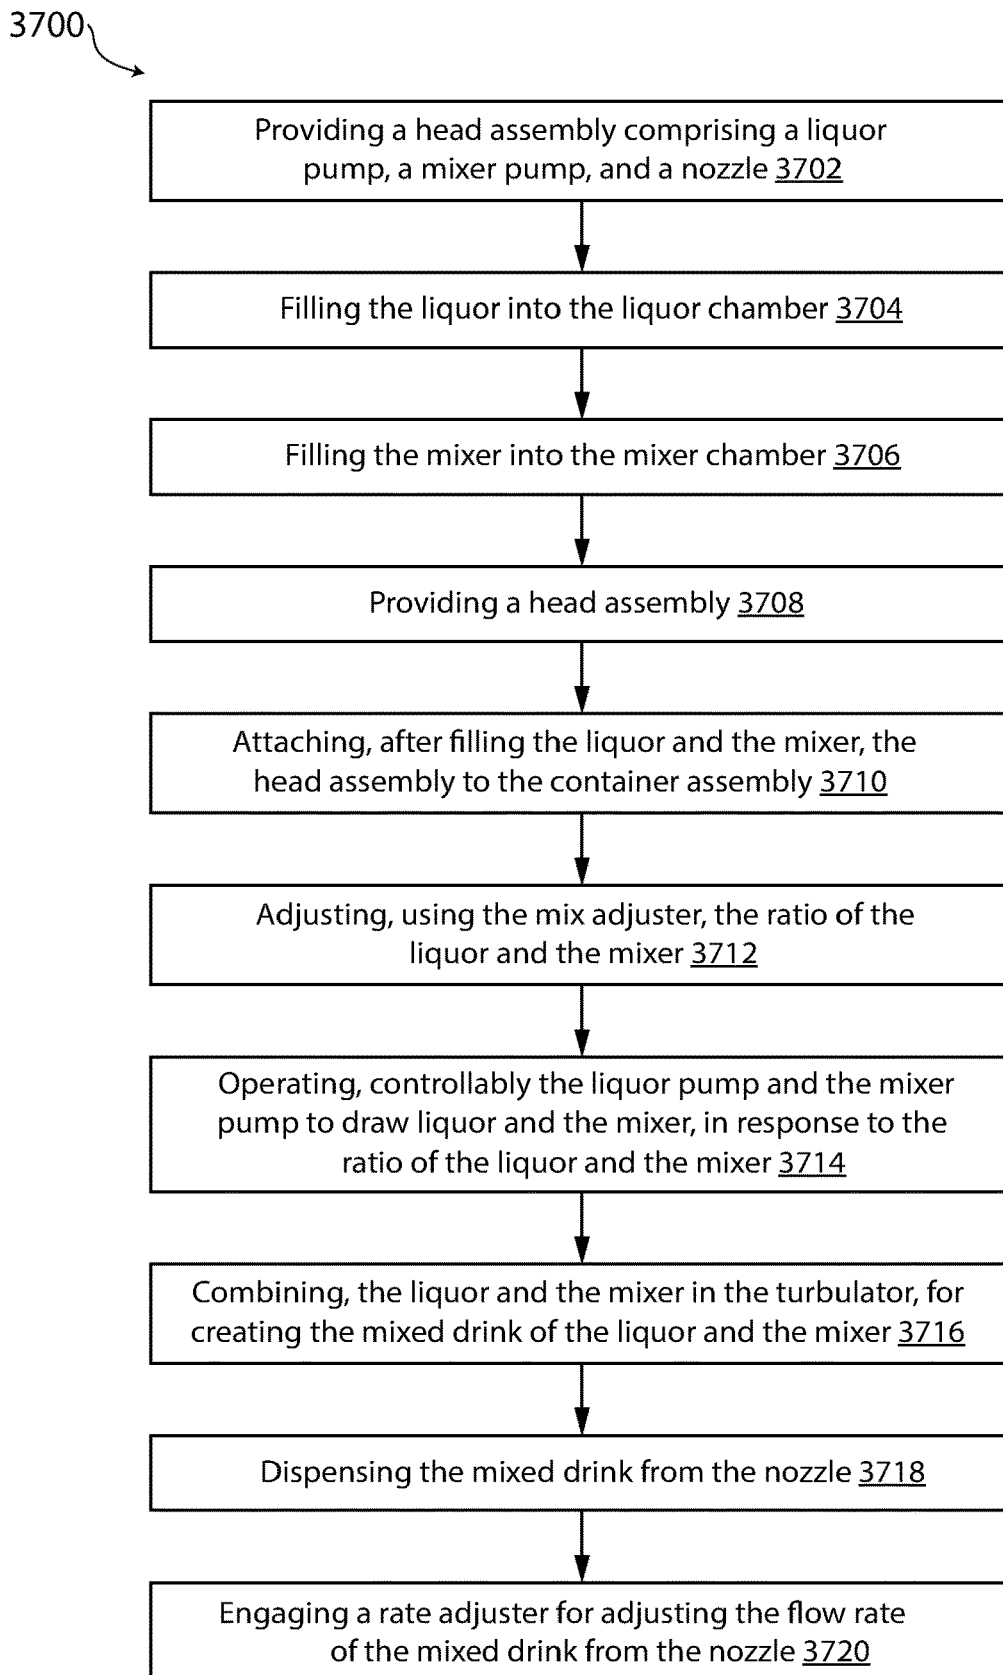 3700
Providing a head assembly comprising a liquor
pump, a mixer pump, and a nozzle 3702
Filling the liquor into the liquor chamber 3704
Filling the mixer into the mixer chamber 3706
Providing a head assembly 3708
Attaching, after filling the liquor and the mixer, the
head assembly to the container assembly 3710
Adjusting, using the mix adjuster, the ratio of the
liquor and the mixer 3712
Operating, controllably the liquor pump and the mixer
pump to draw liquor and the mixer, in response to the
ratio of the liquor and the mixer 3714
Combining, the liquor and the mixer in the turbulator, for
creating the mixed drink of the liquor and the mixer 3716
Dispensing the mixed drink from the nozzle 3718
Engaging a rate adjuster for adjusting the flow rate
of the mixed drink from the nozzle 3720